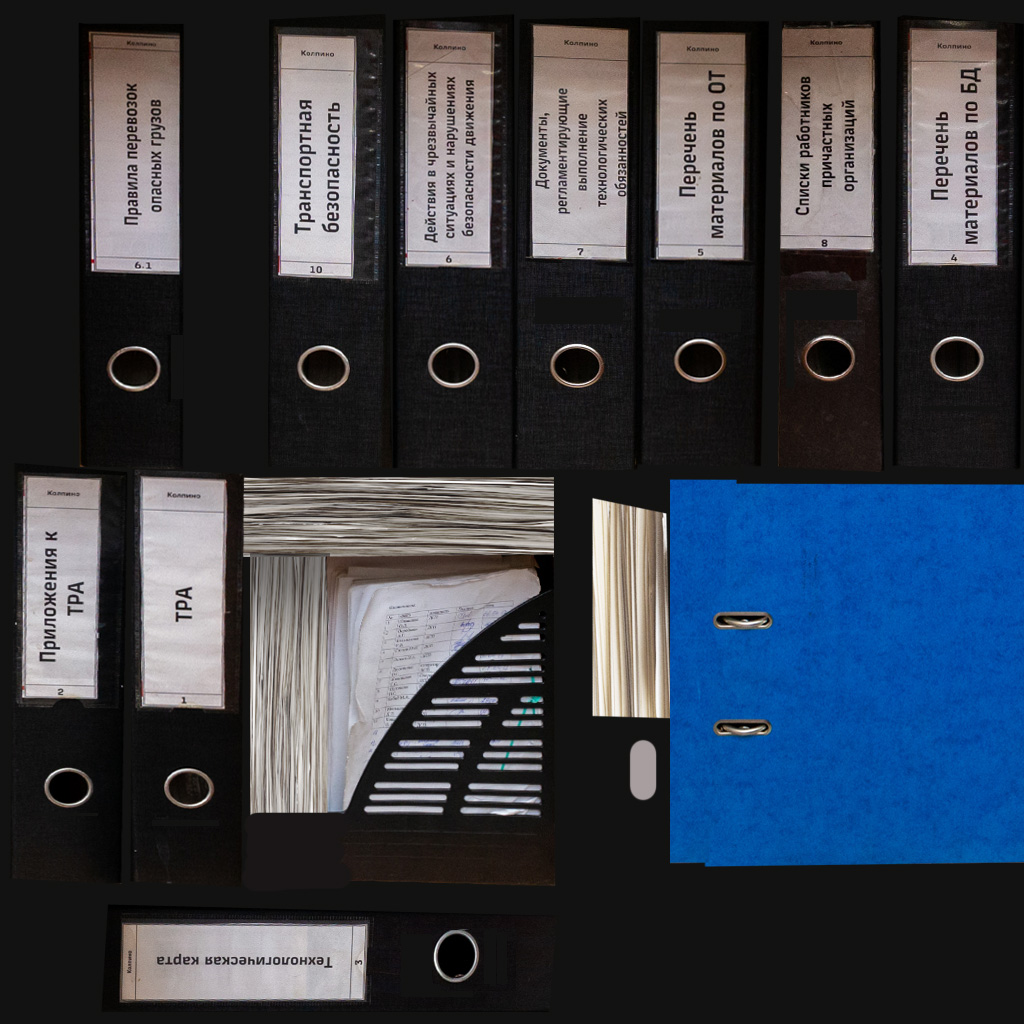 Колпино
Правила перевозок
опасных грузов
6.1
Колпино
Транспортная
безопасность
10
Колпино
Действия в чрезвычайных
ситуациях и нарушениях
безопасности движения
6
Колпино
Документы,
регламентирующие
выполнение
технологических
обязанностей
7
Колпино
Перечень
материалов по ОТ
5
Колпино
Списки работников
причастных
организаций
8
Колпино
Перечень
материалов по БД
4
Колпино
Приложения к
ТРА
2
Колпино
ТРА
1
Колпино
Технологическая карта
3